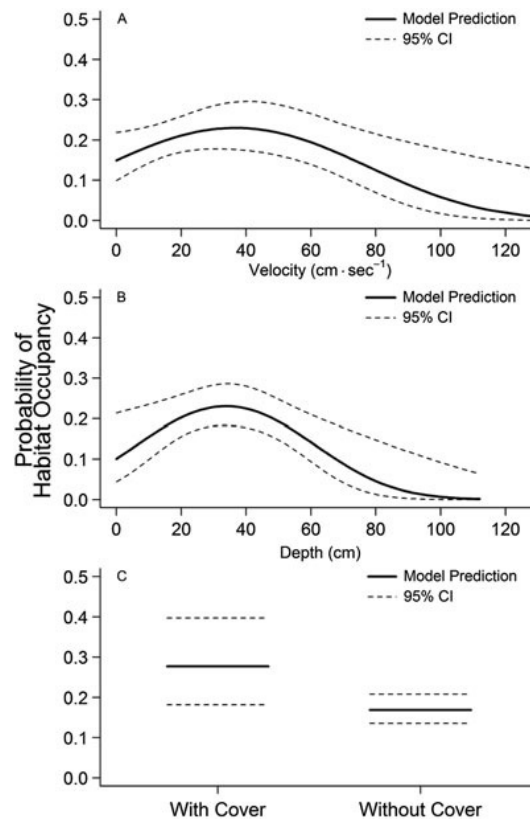 A
Model Prediction
95% CI
0.5
0.4
0.3
0.2
0.1
0.0
0 20 40 60 80 100 120
Velocity (cm · sec⁻¹)
Probability of
Habitat Occupancy
B
Model Prediction
95% CI
0.5
0.4
0.3
0.2
0.1
0.0
0 20 40 60 80 100 120
Depth (cm)
C
Model Prediction
95% CI
0.5
0.4
0.3
0.2
0.1
0.0
With Cover Without Cover